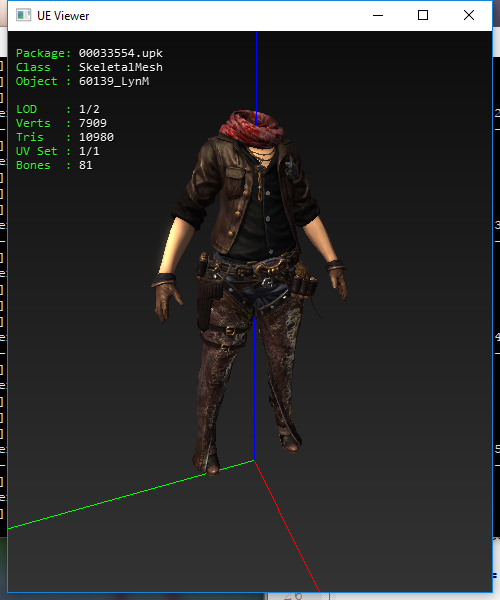 UE Viewer
Package: 00033554.upk
Class : SkeletalMesh
Object : 60139_LynM
LOD : 1/2
Verts : 7909
Tris : 10980
UV Set : 1/1
Bones : 81